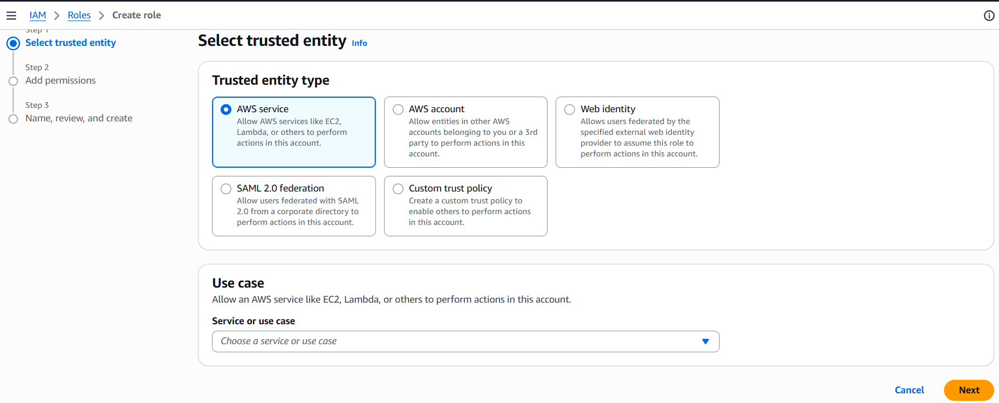 IAM > Roles > Create role
Step 1
Select trusted entity
Step 2
Add permissions
Step 3
Name, review, and create
Select trusted entity Info
Trusted entity type
AWS service
Allow AWS services like EC2,
Lambda, or others to perform
actions in this account.
AWS account
Allow entities in other AWS
accounts belonging to you or a 3rd
party to perform actions in this
account.
Web identity
Allows users federated by the
specified external web identity
provider to assume this role to
perform actions in this account.
SAML 2.0 federation
Allow users federated with SAML
2.0 from a corporate directory to
perform actions in this account.
Custom trust policy
Create a custom trust policy to
enable others to perform actions
in this account.
Use case
Allow an AWS service like EC2, Lambda, or others to perform actions in this account.
Service or use case
Choose a service or use case
Cancel Next